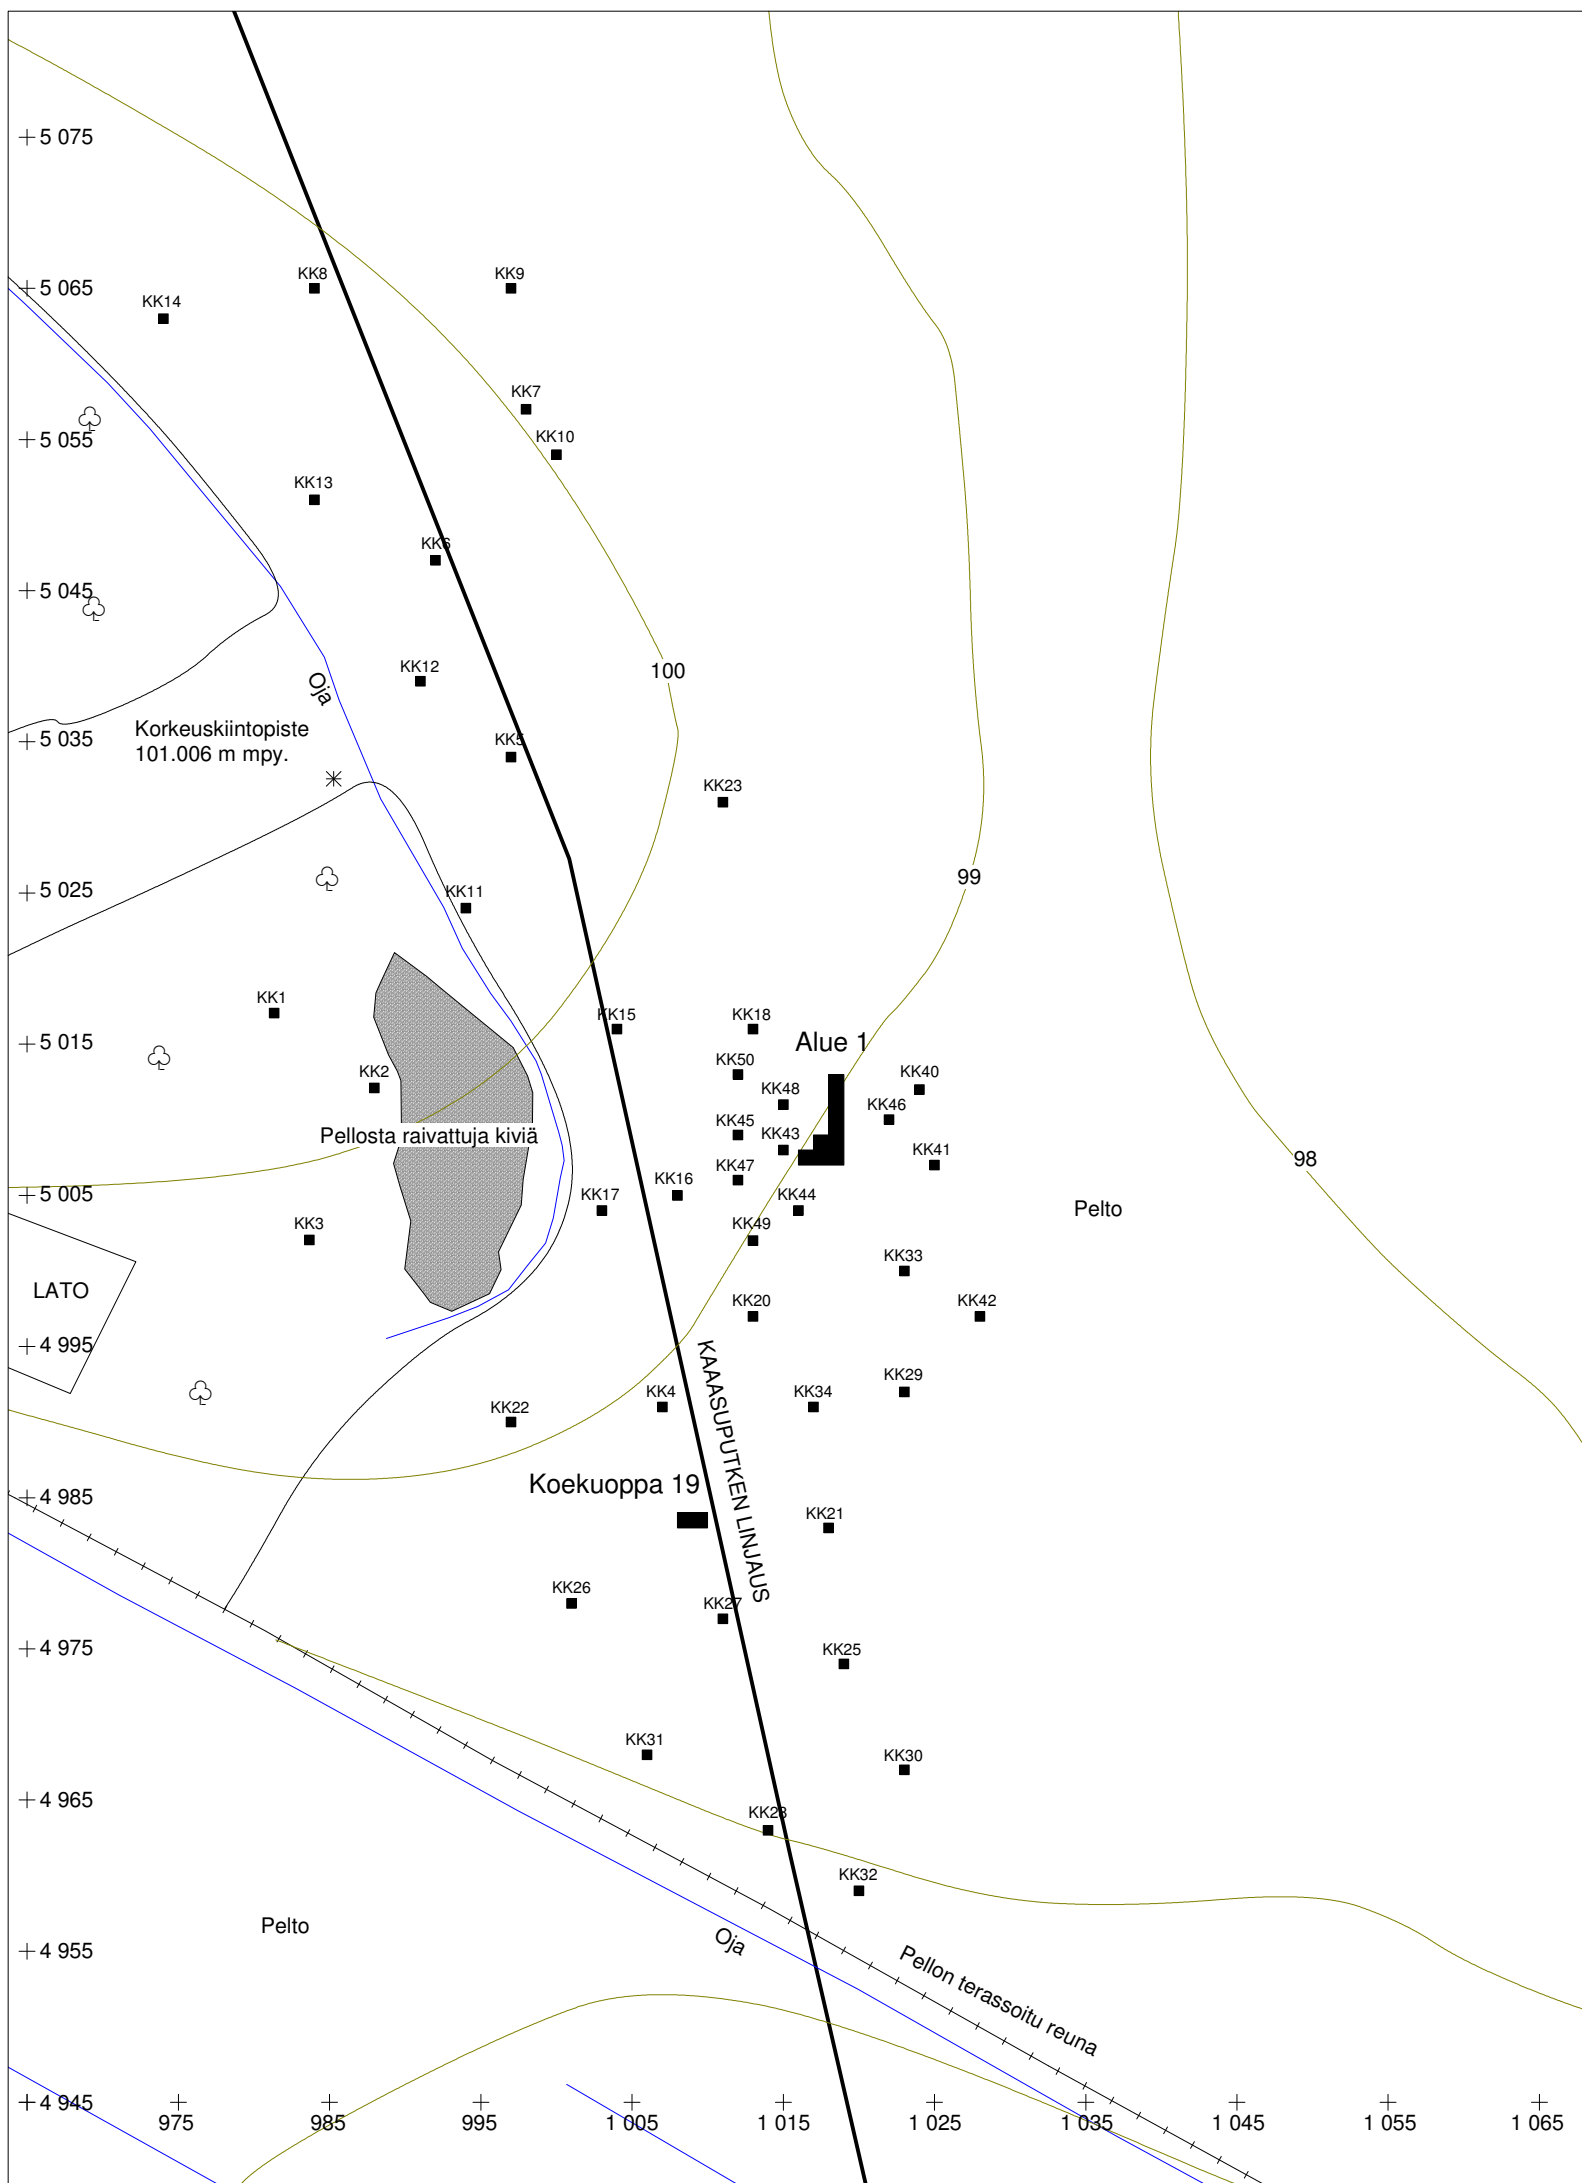 5 075
KK8
KK9
5 065
KK14
KK7
KK10
5 055
KK13
KK6
5 045
KK12
100
Oja
Korkeuskiintopiste
101.006 m mpy.
5 035
KK5
KK23
99
5 025
KK11
KK1
KK15
KK18
Alue 1
5 015
KK50
KK40
KK2
KK48
KK46
KK45
Pellosta raivattuja kiviä
KK43
KK41
98
KK47
KK16
5 005
KK17
KK44
Pelto
KK3
KK49
KK33
LATO
KK20
KK42
4 995
KAAASUPUTKEN LINJAUS
KK29
KK4
KK34
KK22
Koekuoppa 19
4 985
KK21
KK26
KK27
4 975
KK25
KK31
KK30
4 965
KK28
KK32
Pelto
Oja
4 955
Pellon terassoitu reuna
4 945
975
985
995
1 005
1 015
1 025
1 035
1 045
1 055
1 065